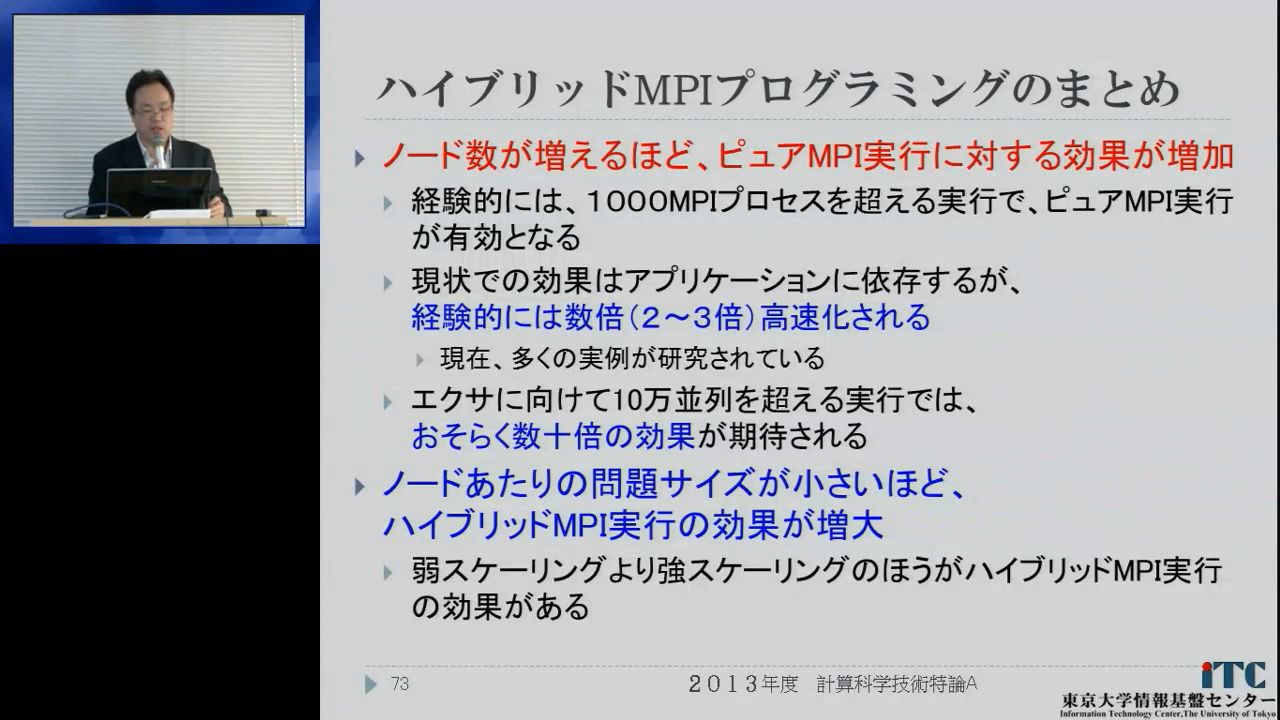 ハイブリッドMPIプログラミングのまとめ
ノード数が増えるほど、ピュアMPI実行に対する効果が増加
経験的には、1000MPIプロセスを超える実行で、ピュアMPI実行
が有効となる
現状での効果はアプリケーションに依存するが、
経験的には数倍（２～３倍）高速化される
現在、多くの実例が研究されている
エクサに向けて10万並列を超える実行では、
おそらく数十倍の効果が期待される
ノードあたりの問題サイズが小さいほど、
ハイブリッドMPI実行の効果が増大
弱スケーリングより強スケーリングのほうがハイブリッドMPI実行
の効果がある
73
２０１３年度　計算科学技術特論A
iTC
東京大学情報基盤センター
Information Technology Center,The University of Tokyo